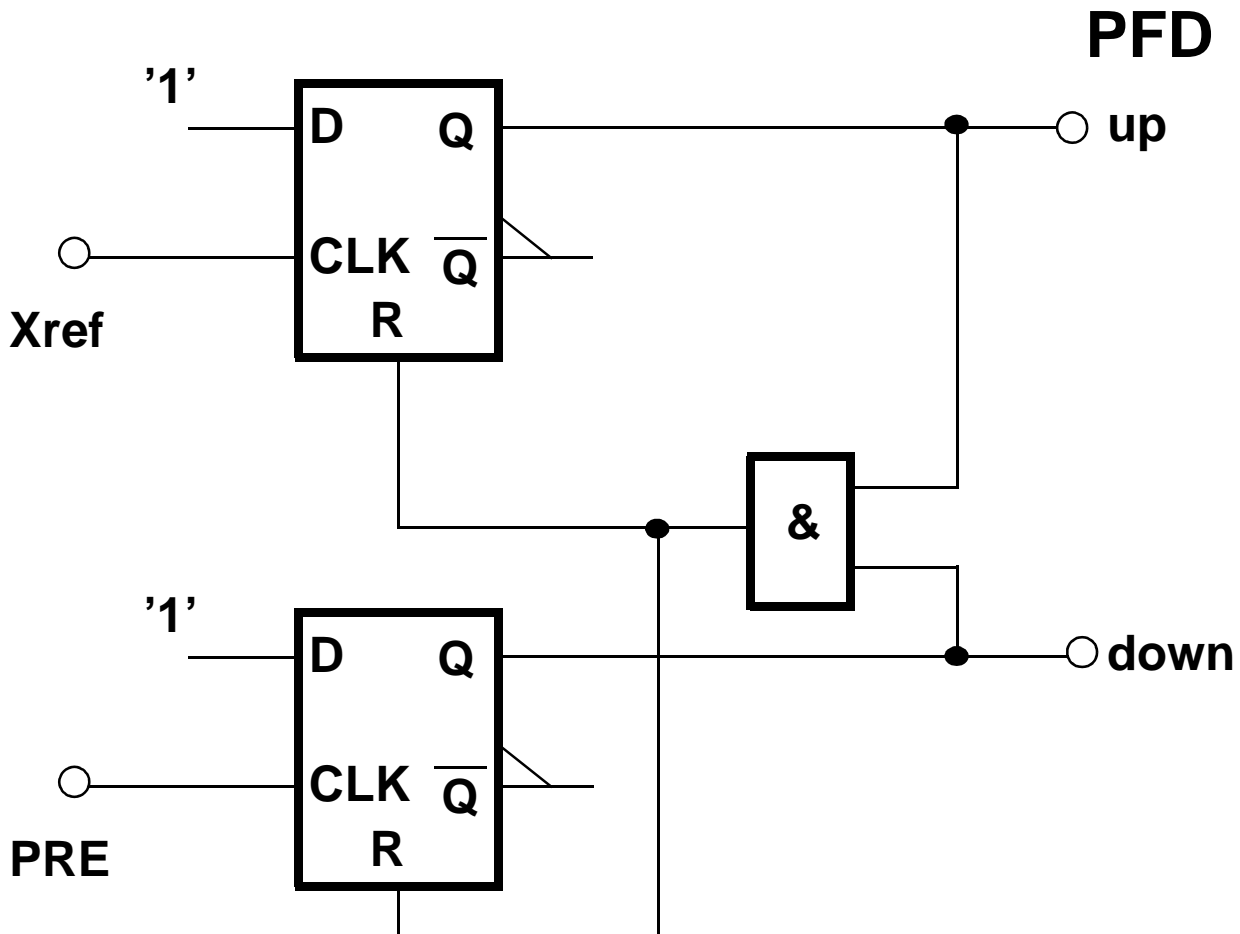 PFD
’1’
D Q
up
CLK Q
R
Xref
&
’1’
D Q
down
CLK Q
R
PRE